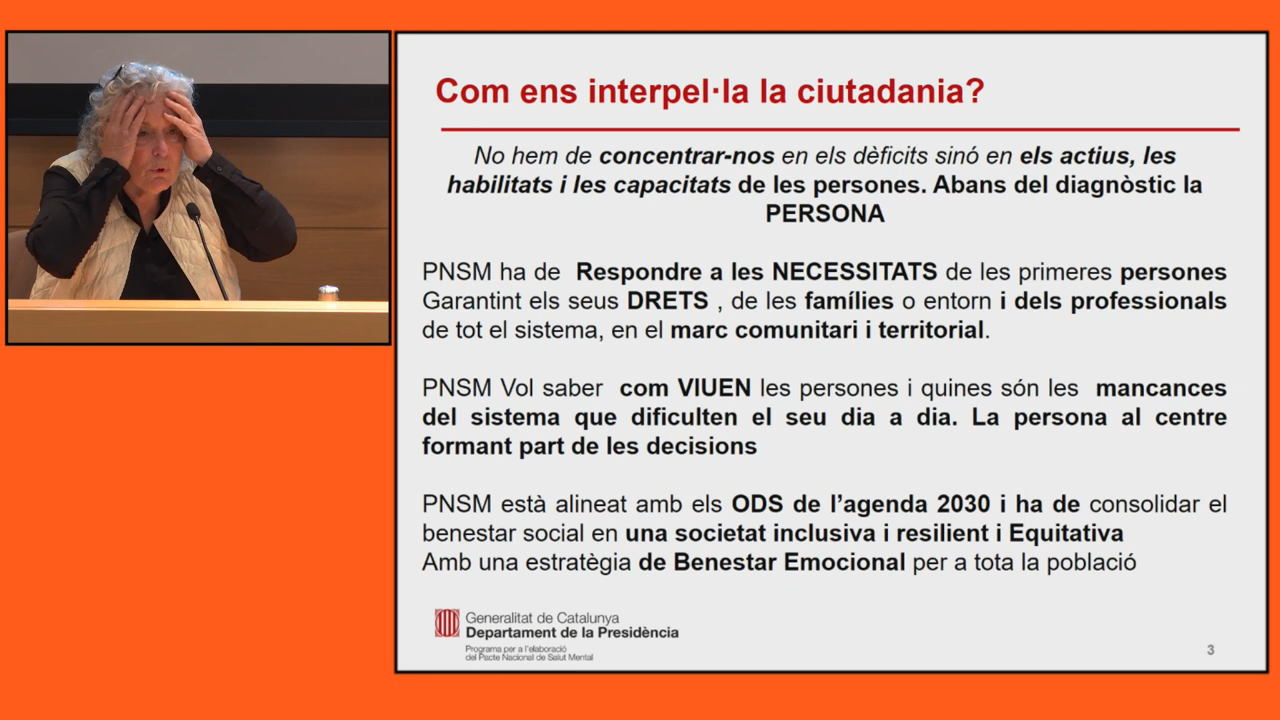 Com ens interpel·la la ciutadania?
No hem de concentrar-nos en els dèficits sinó en els actius, les
habilitats i les capacitats de les persones. Abans del diagnòstic la
PERSONA
PNSM ha de Respondre a les NECESSITATS de les primeres persones
Garantint els seus DRETS , de les famílies o entorn i dels professionals
de tot el sistema, en el marc comunitari i territorial.
PNSM Vol saber com VIUEN les persones i quines són les mancances
del sistema que dificulten el seu dia a dia. La persona al centre
formant part de les decisions
PNSM està alineat amb els ODS de l’agenda 2030 i ha de consolidar el
benestar social en una societat inclusiva i resilient i Equitativa
Amb una estratègia de Benestar Emocional per a tota la població
Generalitat de Catalunya
Departament de la Presidència
Programa per a l'elaboració
del Pacte Nacional de Salut Mental
3